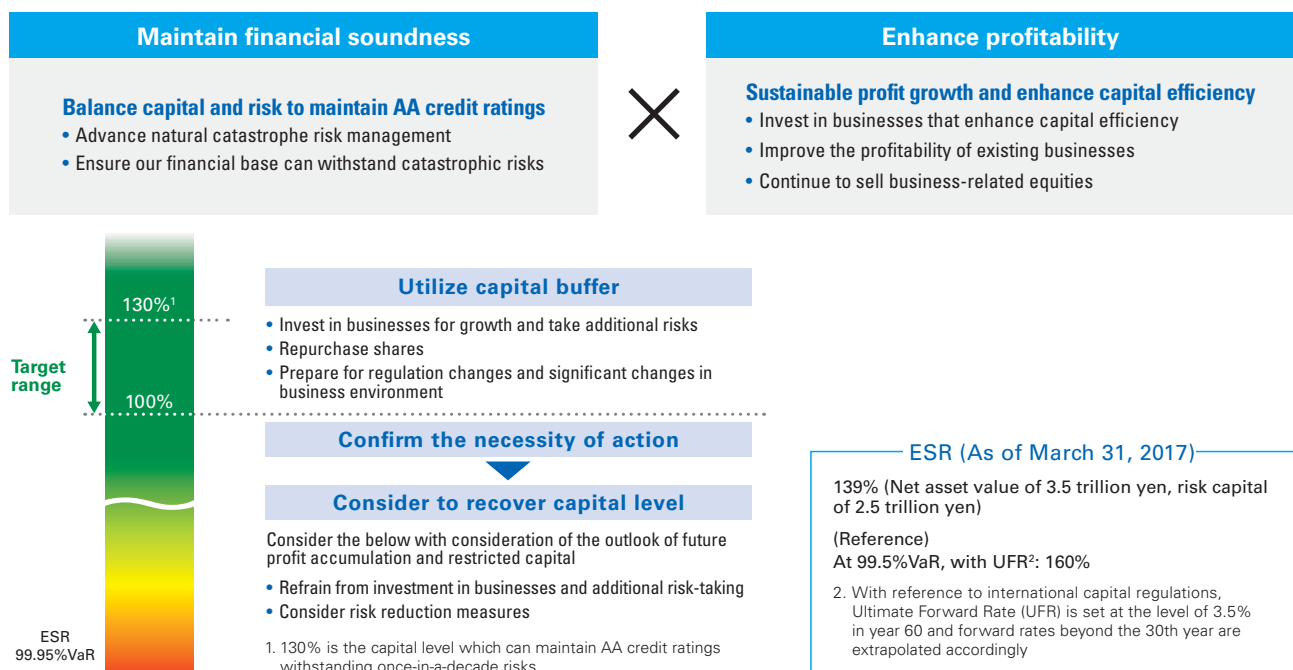 Maintain financial soundness
Balance capital and risk to maintain AA credit ratings
• Advance natural catastrophe risk management
• Ensure our financial base can withstand catastrophic risks
Enhance profitability
Sustainable profit growth and enhance capital efficiency
• Invest in businesses that enhance capital efficiency
• Improve the profitability of existing businesses
• Continue to sell business-related equities
130%¹
Target
range
100%
ESR
99.95%VaR
Utilize capital buffer
• Invest in businesses for growth and take additional risks
• Repurchase shares
• Prepare for regulation changes and significant changes in
business environment
Confirm the necessity of action
Consider to recover capital level
Consider the below with consideration of the outlook of future
profit accumulation and restricted capital
• Refrain from investment in businesses and additional risk-taking
• Consider risk reduction measures
1. 130% is the capital level which can maintain AA credit ratings
withstanding once-in-a-decade risks
ESR (As of March 31, 2017)
139% (Net asset value of 3.5 trillion yen, risk capital
of 2.5 trillion yen)
(Reference)
At 99.5%VaR, with UFR²: 160%
2. With reference to international capital regulations,
Ultimate Forward Rate (UFR) is set at the level of 3.5%
in year 60 and forward rates beyond the 30th year are
extrapolated accordingly